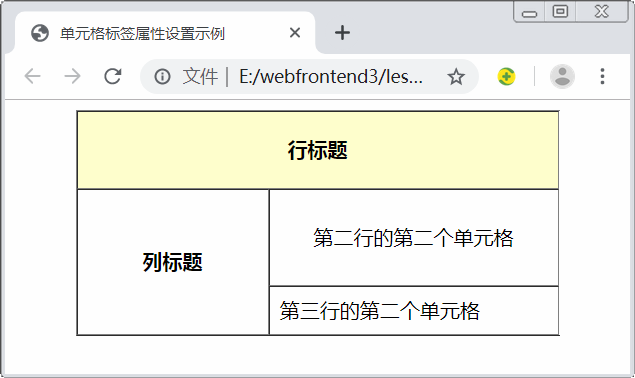 单元格标签属性设置示例
文件 | E:/webfrontend3/les...
行标题
列标题
第二行的第二个单元格
第三行的第二个单元格